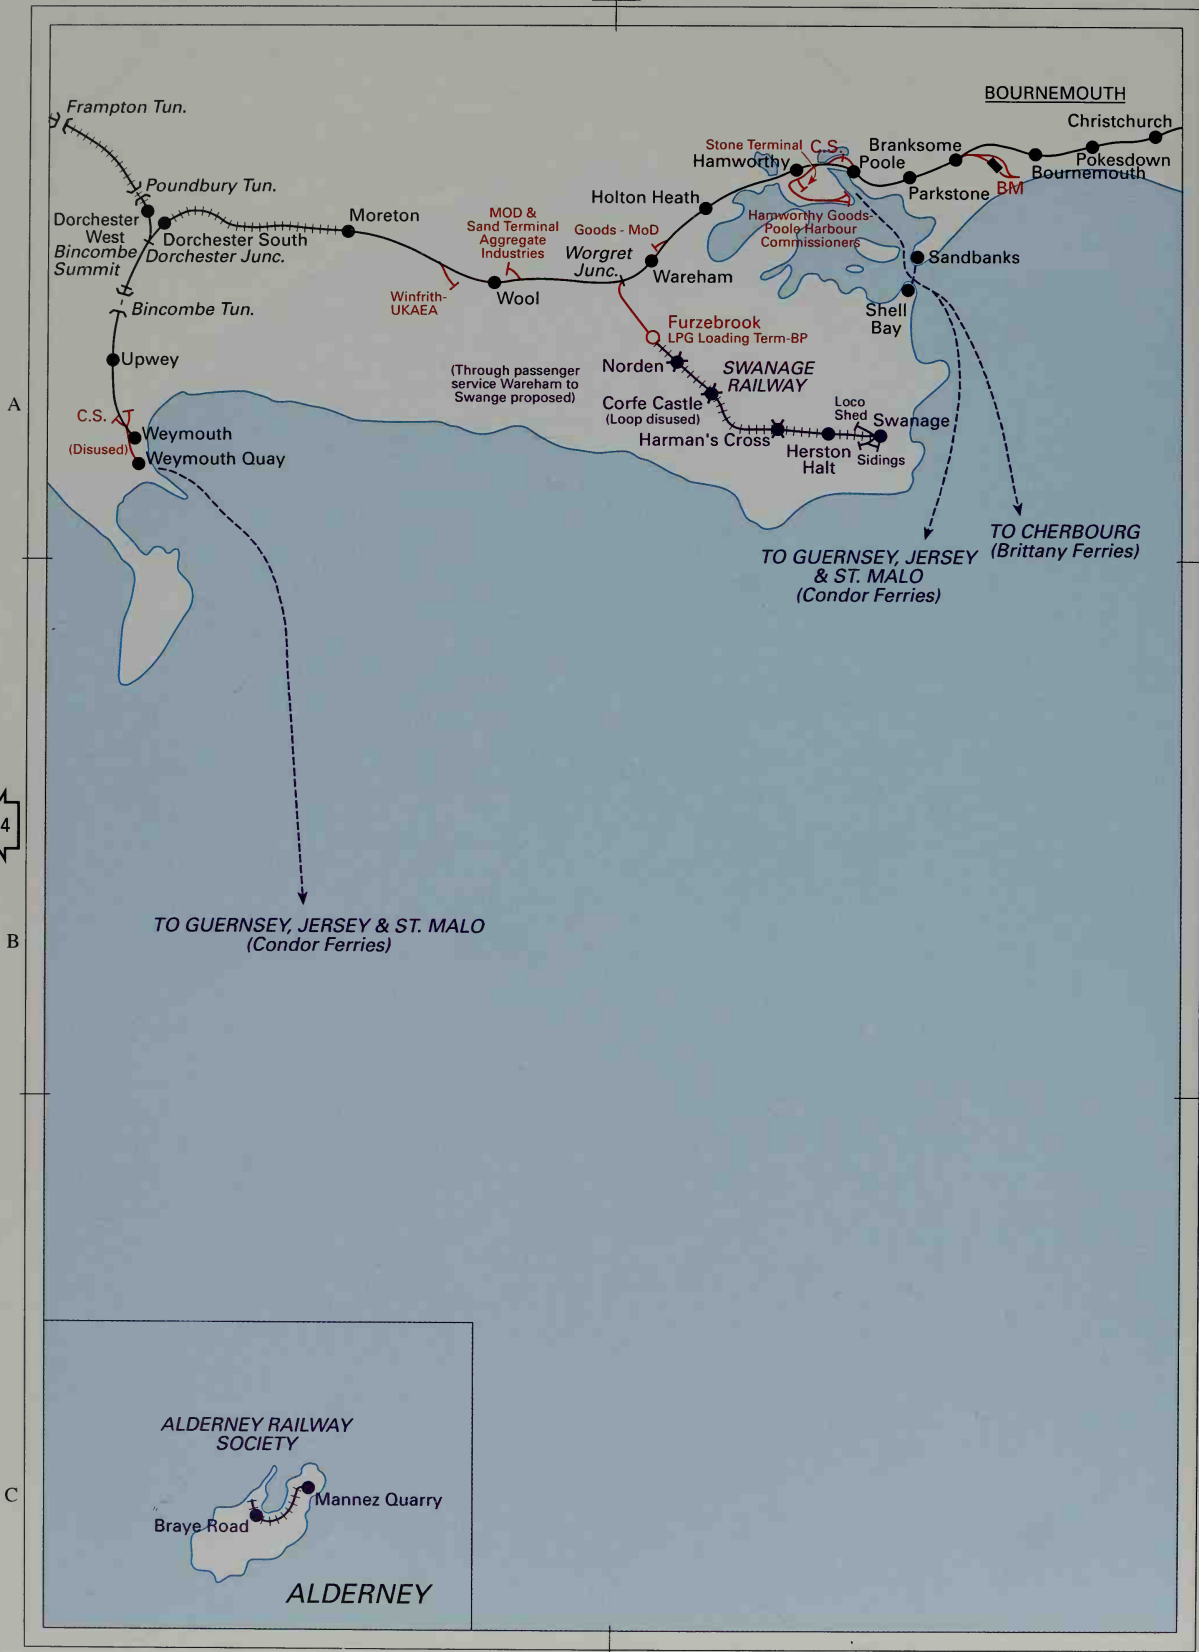 BOURNEMOUTH
Frampton Tun.
Christchurch
Stone Terminal
C.S.
Branksome
Hamworthy
Poole
Pokesdown
Bournemouth
Poundbury Tun.
Parkstone
BM
Holton Heath
Dorchester
West
Moreton
MOD &
Sand Terminal
Aggregate
Industries
Hamworthy Goods-
Poole Harbour
Commissioners
Goods - MoD
Dorchester South
Dorchester Junc.
Bincombe
Summit
Worgret
Junc.
Sandbanks
Wareham
Winfrith-
UKAEA
Wool
Bincombe Tun.
Shell
Bay
Furzebrook
LPG Loading Term-BP
Upwey
Norden
SWANAGE
RAILWAY
(Through passenger
service Wareham to
Swange proposed)
A
Corfe Castle
(Loop disused)
Loco
Shed
Swanage
C.S.
Weymouth
Harman's Cross
(Disused)
Weymouth Quay
Herston
Halt
Sidings
TO CHERBOURG
(Brittany Ferries)
TO GUERNSEY, JERSEY
& ST. MALO
(Condor Ferries)
4
TO GUERNSEY, JERSEY & ST. MALO
(Condor Ferries)
B
ALDERNEY RAILWAY
SOCIETY
C
Mannez Quarry
Braye Road
ALDERNEY